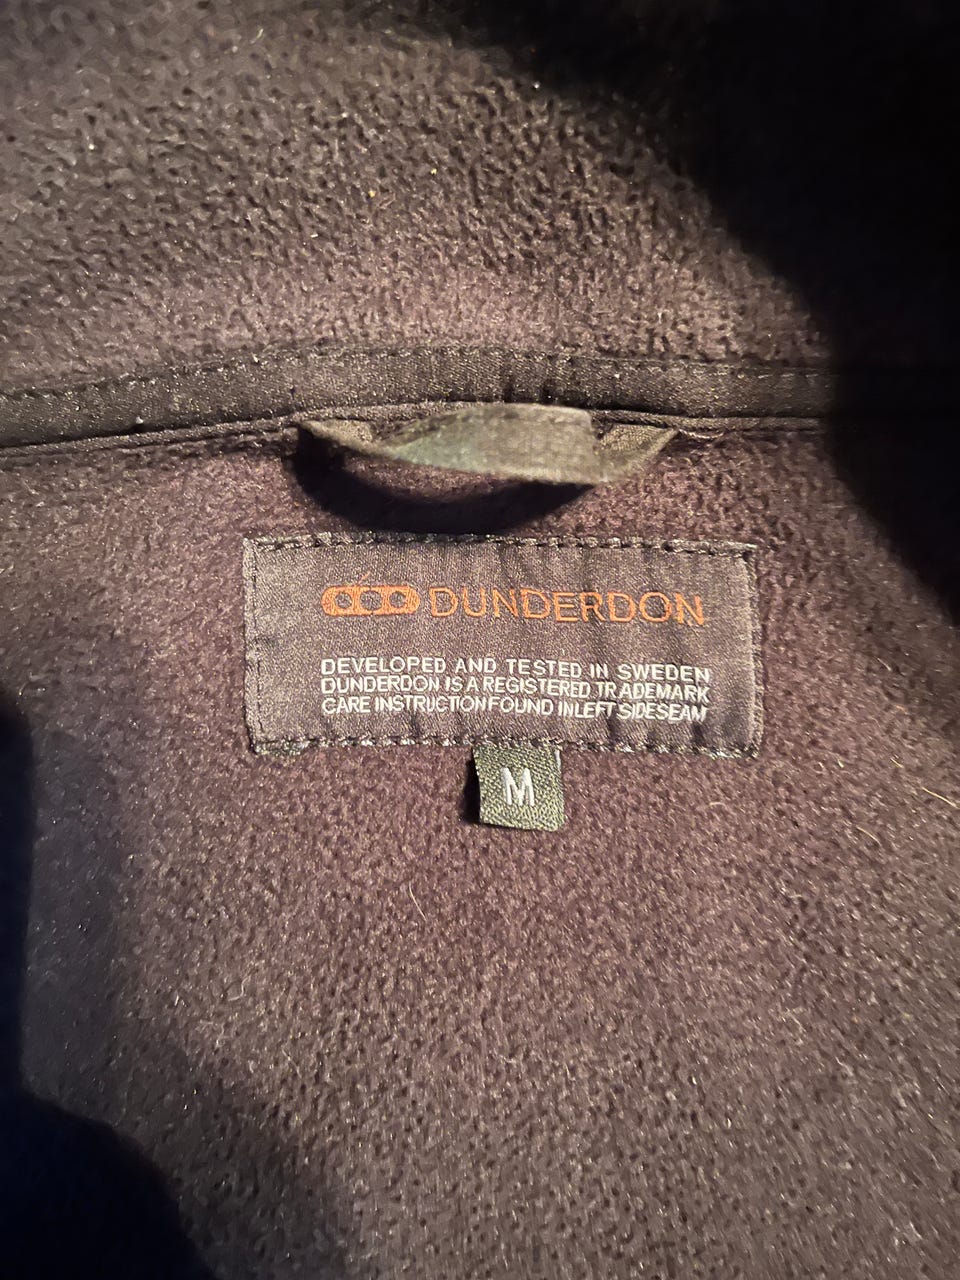 DUNDERDON
DEVELOPED AND TESTED IN SWEDEN
DUNDERDON IS A REGISTERED TRADEMARK
CARE INSTRUCTION FOUND IN LEFT SIDESEAM
M